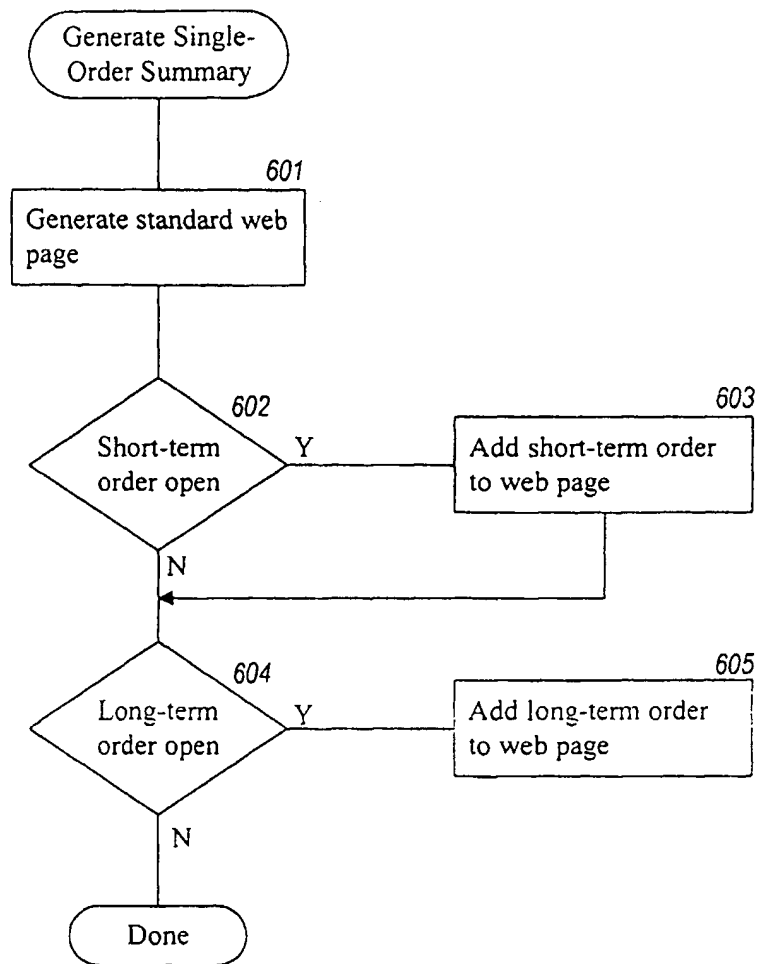 Generate Single-
Order Summary
601
Generate standard web
page
602
Short-term
order open
Y
N
603
Add short-term order
to web page
604
Long-term
order open
Y
N
605
Add long-term order
to web page
Done